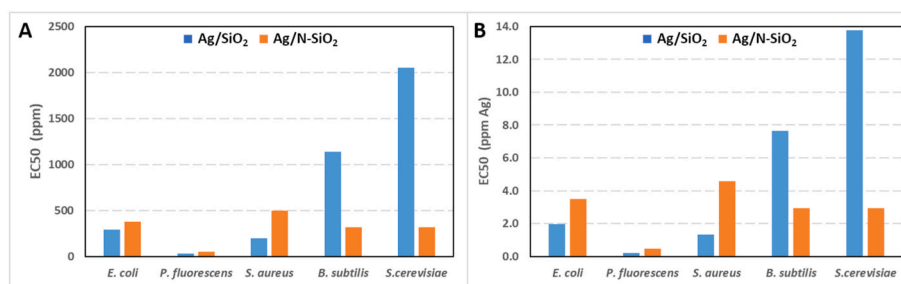 A
Ag/SiO₂ Ag/N-SiO₂
EC50 (ppm)
2500
2000
1500
1000
500
0
E. coli P. fluorescens S. aureus B. subtilis S.cerevisiae
B
Ag/SiO₂ Ag/N-SiO₂
EC50 (ppm Ag)
14.0
12.0
10.0
8.0
6.0
4.0
2.0
0.0
E. coli P. fluorescens S. aureus B. subtilis S.cerevisiae